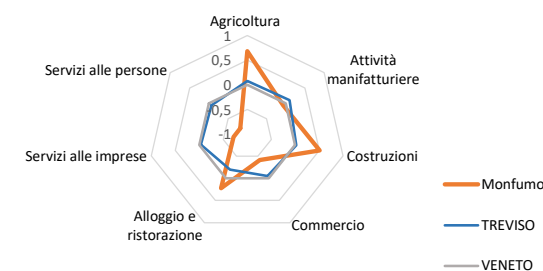 Agricoltura
1
0,5
0
0,5
-1
Attività
manifatturiere
Costruzioni
Commercio
Alloggio e
ristorazione
Servizi alle imprese
Servizi alle persone
Monfumo
TREVISO
VENETO